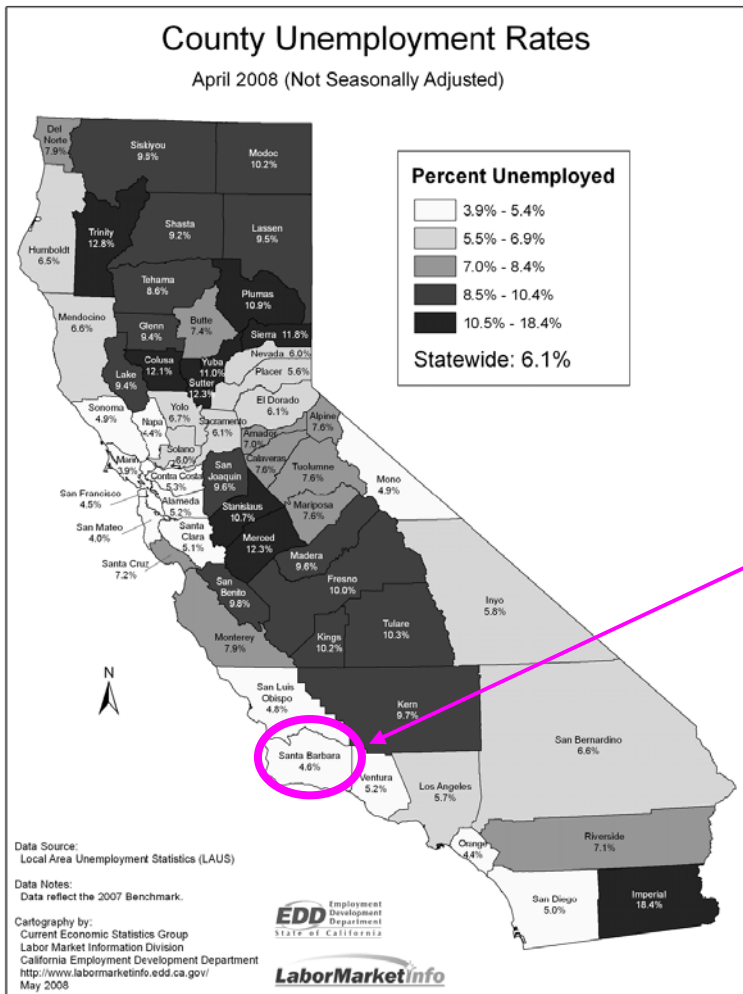 County Unemployment Rates
April 2008 (Not Seasonally Adjusted)
Percent Unemployed
3.9% - 5.4%
5.5% - 6.9%
7.0% - 8.4%
8.5% - 10.4%
10.5% - 18.4%
Statewide: 6.1%
Del
Norte
7.9%
Siskiyou
9.8%
Modoc
10.2%
Humboldt
6.5%
Trinity
12.8%
Shasta
9.2%
Lassen
9.5%
Tehama
8.6%
Plumas
10.9%
Mendocino
6.6%
Glenn
9.4%
Butte
7.4%
Sierra 11.8%
Lake
9.4%
Colusa
12.1%
Yuba
11.0%
Sutter
12.3%
Nevada 6.0%
Placer 5.6%
El Dorado
6.1%
Sonoma
4.9%
Napa
4.4%
Yolo
6.7%
Sacramento
6.1%
Solano
6.0%
Amador
7.0%
Alpine
7.6%
Marin
3.9%
Contra Costa
5.3%
San
Joaquin
9.6%
Calaveras
7.6%
Tuolumne
7.6%
Mono
4.9%
San Francisco
4.5%
Alameda
5.2%
Stanislaus
10.7%
Mariposa
7.6%
San Mateo
4.0%
Santa
Clara
5.1%
Merced
12.3%
Santa Cruz
7.2%
Madera
9.6%
San
Benito
9.8%
Fresno
10.0%
Inyo
5.8%
Monterey
7.9%
Kings
10.2%
Tulare
10.3%
N
San Luis
Obispo
4.8%
Kern
9.7%
San Bernardino
6.6%
Santa Barbara
4.6%
Ventura
5.2%
Los Angeles
5.7%
Orange
4.4%
Riverside
7.1%
San Diego
5.0%
Imperial
18.4%
Data Source:
Local Area Unemployment Statistics (LAUS)
Data Notes:
Data reflect the 2007 Benchmark.
Cartography by:
Current Economic Statistics Group
Labor Market Information Division
California Employment Development Department
http://www.labormarketinfo.edd.ca.gov/
May 2008
EDD
Employment
Development
Department
State of California
LaborMarketInfo